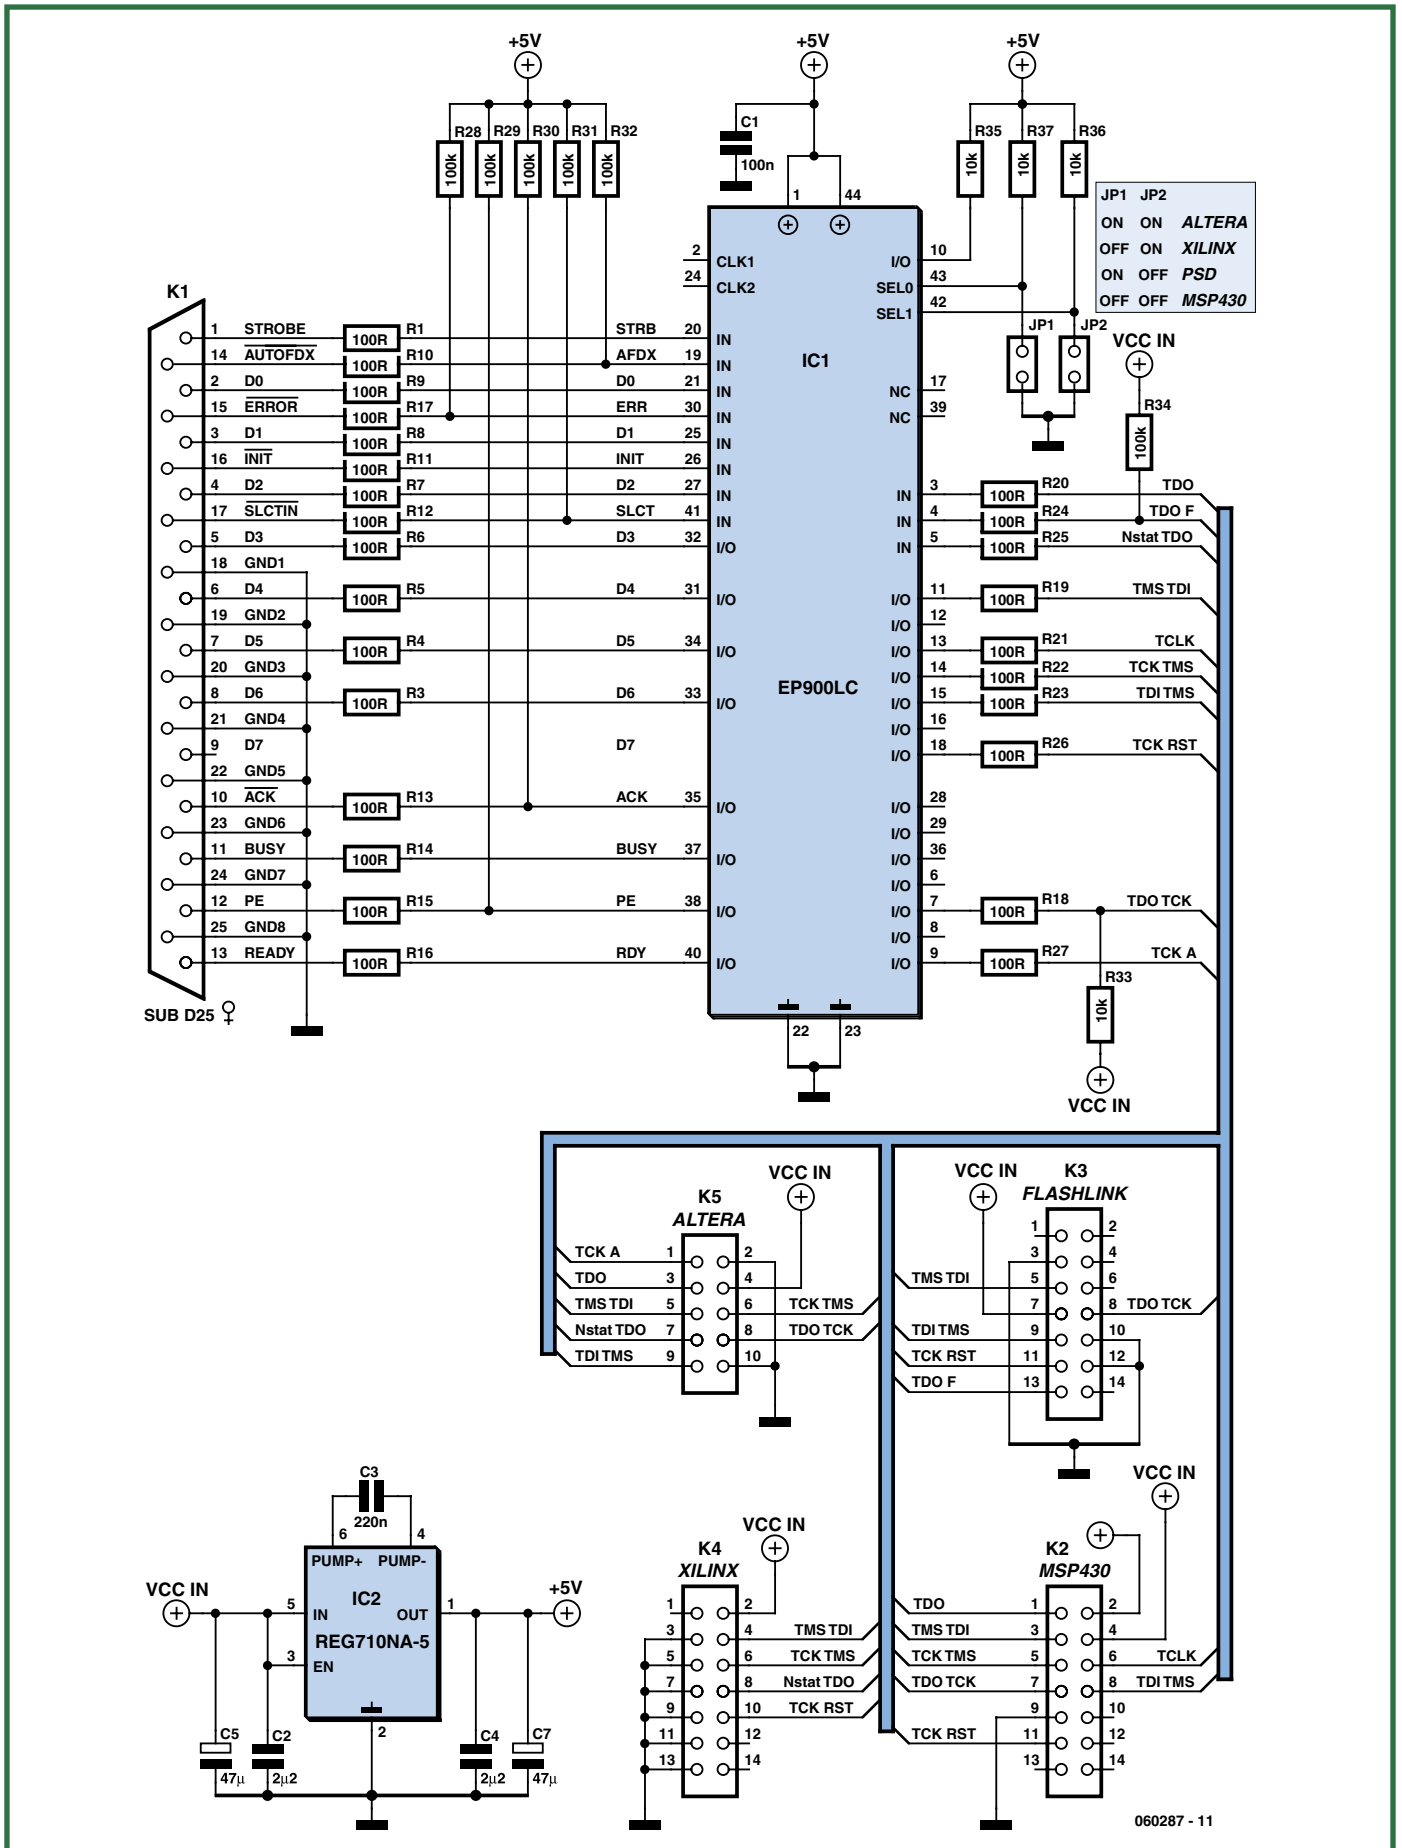 +5V +5V +5V
R28 R29 R30 R31 R32
100k 100k 100k 100k 100k
C1
100n
R35 R37 R36
10k 10k 10k
JP1 JP2
ON ON ALTERA
OFF ON XILINX
ON OFF PSD
OFF OFF MSP430
1 44
2 CLK1
24 CLK2
I/O 10
SEL0 43
SEL1 42
JP1 JP2
VCC IN
R34
100k
IC1
EP900LC
NC 17
NC 39
K1
1 STROBE 100R R1 STRB 20 IN
14 AUTOFDX 100R R10 AFDX 19 IN
2 D0 100R R9 D0 21 IN
15 ERROR 100R R17 ERR 30 IN
3 D1 100R R8 D1 25 IN
16 INIT 100R R11 INIT 26 IN
4 D2 100R R7 D2 27 IN
17 SLCTIN 100R R12 SLCT 41 IN
5 D3 100R R6 D3 32 I/O
18 GND1
6 D4 100R R5 D4 31 I/O
19 GND2
7 D5 100R R4 D5 34 I/O
20 GND3
8 D6 100R R3 D6 33 I/O
21 GND4
9 D7 D7
22 GND5
10 ACK 100R R13 ACK 35 I/O
23 GND6
11 BUSY 100R R14 BUSY 37 I/O
24 GND7
12 PE 100R R15 PE 38 I/O
25 GND8
13 READY 100R R16 RDY 40 I/O
SUB D25 ♀
IN 3 100R R20 TDO
IN 4 100R R24 TDO F
IN 5 100R R25 Nstat TDO
I/O 11 100R R19 TMS TDI
I/O 12
I/O 13 100R R21 TCLK
I/O 14 100R R22 TCK TMS
I/O 15 100R R23 TDI TMS
I/O 16
I/O 18 100R R26 TCK RST
I/O 28
I/O 29
I/O 36
I/O 6
I/O 7 100R R18 TDO TCK
I/O 8
I/O 9 100R R27 TCK A
R33
10k
VCC IN
22 23
K5
ALTERA
VCC IN
TCK A 1 2
TDO 3 4
TMS TDI 5 6 TCK TMS
Nstat TDO 7 8 TDO TCK
TDI TMS 9 10
VCC IN
K3
FLASHLINK
1 2
3 4
TMS TDI 5 6
7 8 TDO TCK
TDI TMS 9 10
TCK RST 11 12
TDO F 13 14
C3
220n
6 4
PUMP+ PUMP-
IC2
VCC IN 5 IN OUT 1 +5V
REG710NA-5
3 EN
2
C5 47µ
C2 2µ2
C4 2µ2
C7 47µ
K4
XILINX
VCC IN
1 2
3 4 TMS TDI
5 6 TCK TMS
7 8 Nstat TDO
9 10 TCK RST
11 12
13 14
VCC IN
K2
MSP430
TDO 1 2
TMS TDI 3 4
TCK TMS 5 6 TCLK
TDO TCK 7 8 TDI TMS
9 10
TCK RST 11 12
13 14
060287 - 11